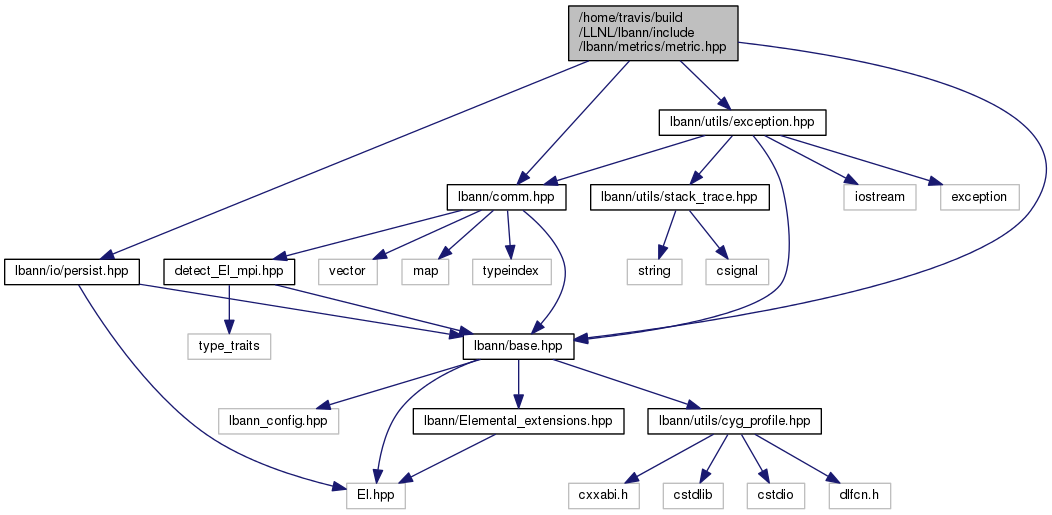 /home/travis/build
/LLNL/lbann/include
/lbann/metrics/metric.hpp
lbann/utils/exception.hpp
lbann/comm.hpp
lbann/utils/stack_trace.hpp
iostream
exception
lbann/io/persist.hpp
detect_El_mpi.hpp
vector
map
typeindex
string
csignal
type_traits
lbann/base.hpp
lbann_config.hpp
lbann/Elemental_extensions.hpp
lbann/utils/cyg_profile.hpp
El.hpp
cxxabi.h
cstdlib
cstdio
dlfcn.h